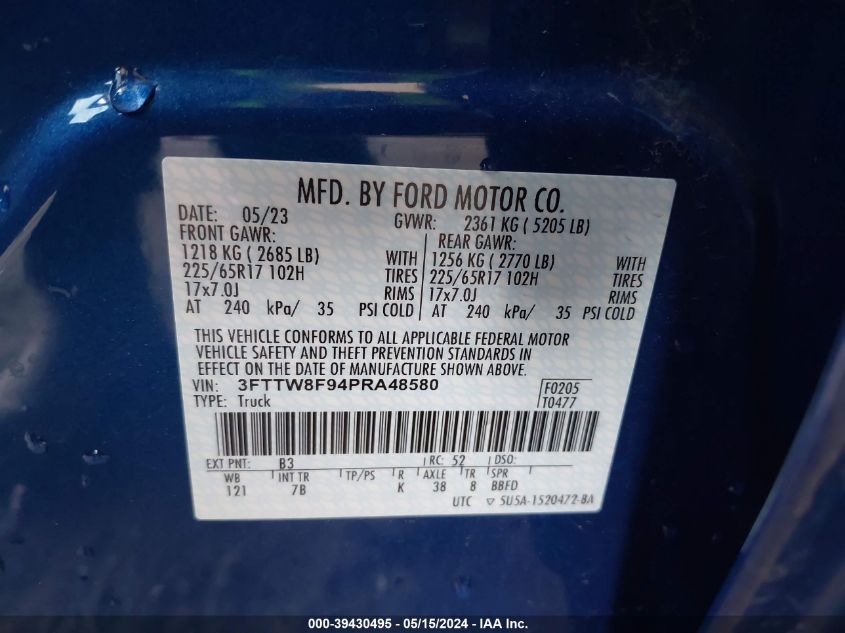 MFD. BY FORD MOTOR CO.
DATE: 05/23 GVWR: 2361 KG ( 5205 LB)
FRONT GAWR: REAR GAWR:
1218 KG ( 2685 LB) WITH 1256 KG ( 2770 LB) WITH
225/65R17 102H TIRES 225/65R17 102H TIRES
17x7.0J RIMS 17x7.0J RIMS
AT 240 kPa/ 35 PSI COLD AT 240 kPa/ 35 PSI COLD
THIS VEHICLE CONFORMS TO ALL APPLICABLE FEDERAL MOTOR
VEHICLE SAFETY AND THEFT PREVENTION STANDARDS IN
EFFECT ON THE DATE OF MANUFACTURE SHOWN ABOVE.
VIN: 3FTTW8F94PRA48580 F0205
TYPE: Truck T0477
EXT PNT: B3 RC: 52 DSO:
WB INT TR TP/PS R AXLE TR SPR
121 7B K 38 8 BBFD
UTC ▽ 5U5A-1520472-BA
000-39430495 - 05/15/2024 - IAA Inc.